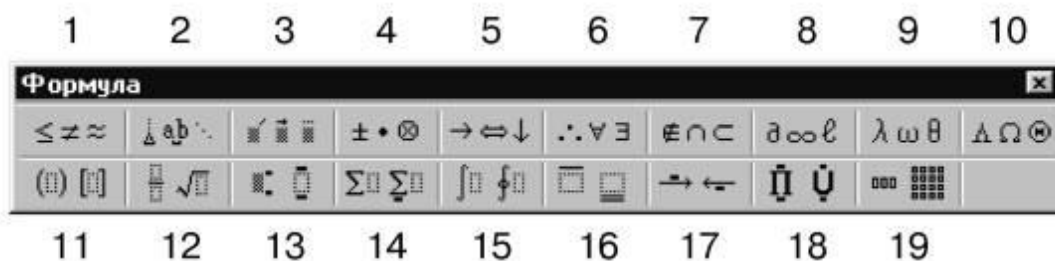 1 2 3 4 5 6 7 8 9 10
Формула
≤ ≠ ≈ a͟b ⋱ ± • ⊗ → ⇔ ↓ ∴ ∀ ∃ ∉ ∩ ⊂ ∂ ∞ ℓ λ ω θ Λ Ω Θ
(▯) [▯] √▯ Σ▯ Σ▯ ∫▯ ∮▯ → ← Π Ụ
11 12 13 14 15 16 17 18 19